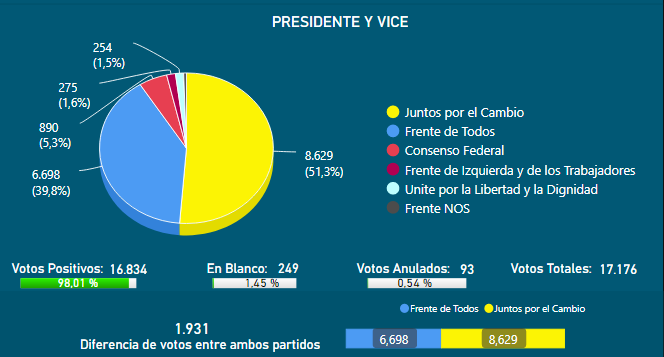 PRESIDENTE Y VICE
254
(1,5%)
275
(1,6%)
890
(5,3%)
6.698
(39,8%)
8.629
(51,3%)
Juntos por el Cambio
Frente de Todos
Consenso Federal
Frente de Izquierda y de los Trabajadores
Unite por la Libertad y la Dignidad
Frente NOS
Votos Positivos: 16.834
98,01 %
En Blanco: 249
1,45 %
Votos Anulados: 93
0,54 %
Votos Totales: 17.176
1.931
Diferencia de votos entre ambos partidos
Frente de Todos Juntos por el Cambio
6,698 8,629